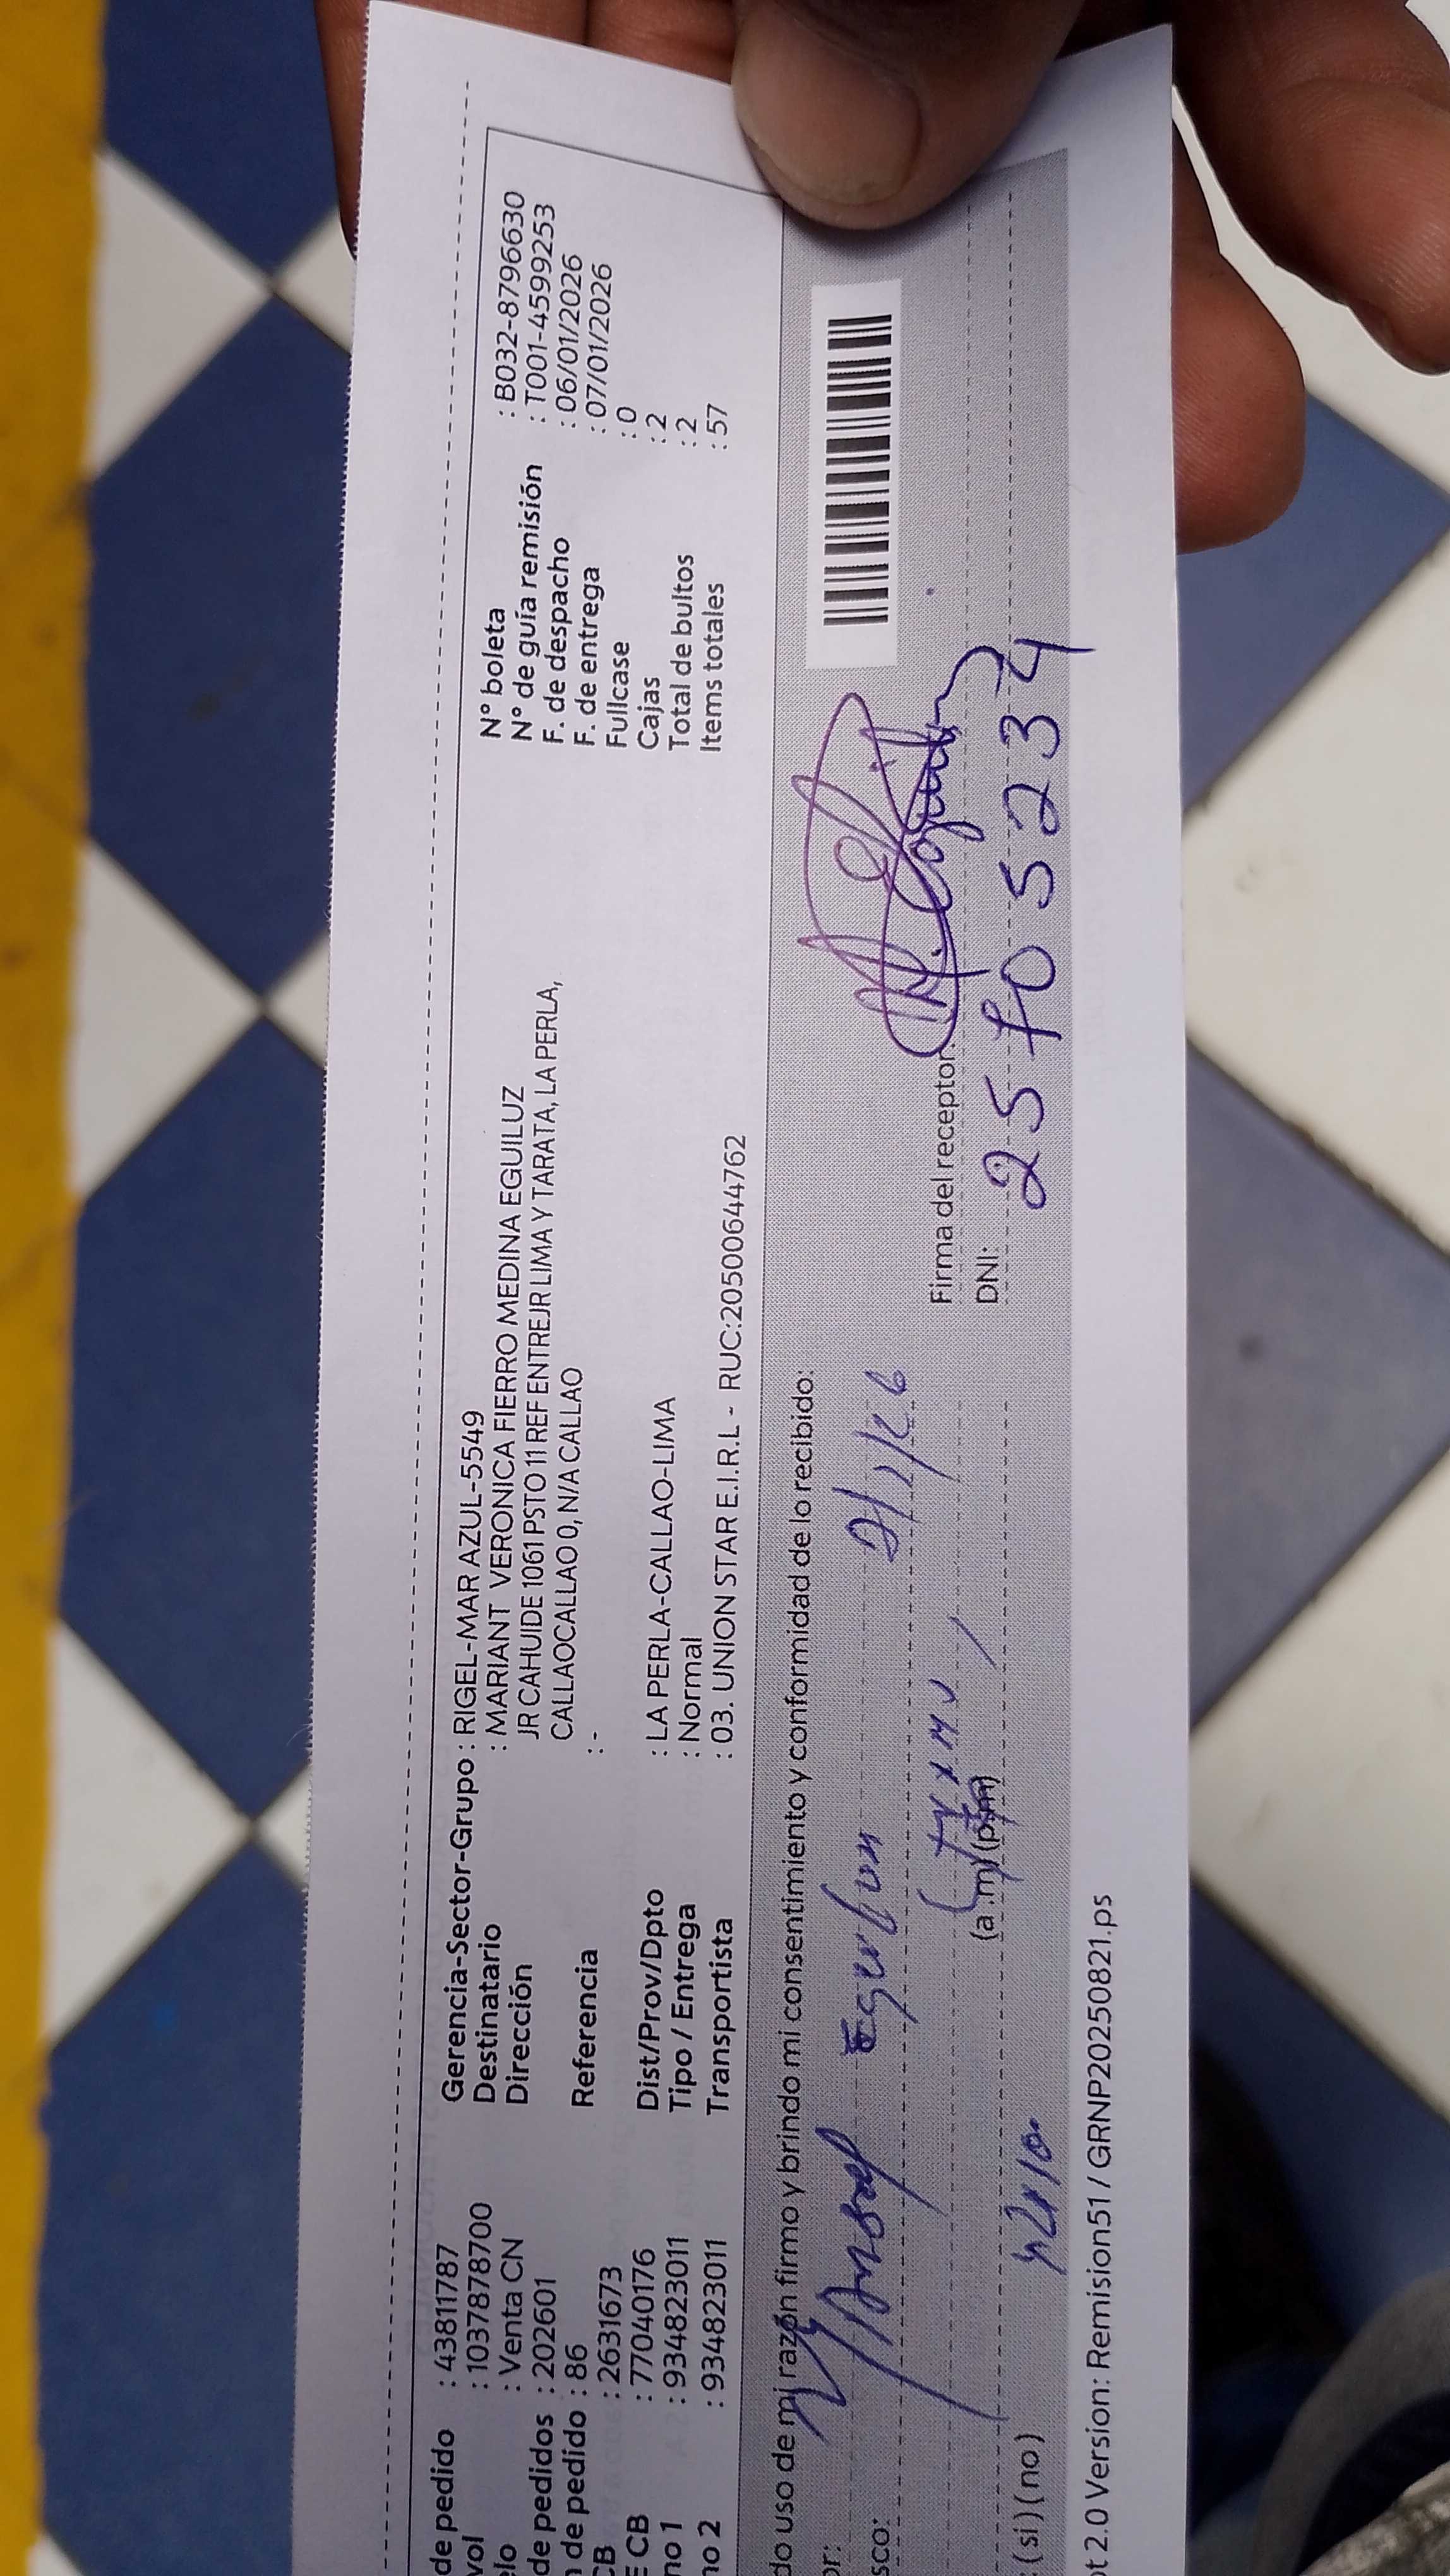 de pedido : 43811787
vol : 1037878700
lo : Venta CN
de pedidos : 202601
n de pedido : 86
CB : 2631673
E CB : 77040176
no 1 : 934823011
no 2 : 934823011
Gerencia-Sector-Grupo : RIGEL-MAR AZUL-5549
Destinatario : MARIANT VERONICA FIERRO MEDINA EGUILUZ
Dirección JR CAHUIDE 1061 PSTO 11 REF ENTREJR LIMA Y TARATA, LA PERLA,
CALLAOCALLAO 0, N/A CALLAO
Referencia : -
Dist/Prov/Dpto : LA PERLA-CALLAO-LIMA
Tipo / Entrega : Normal
Transportista : 03. UNION STAR E.I.R.L - RUC:20500644762
N° boleta : B032-8796630
N° de guía remisión : T001-4599253
F. de despacho : 06/01/2026
F. de entrega : 07/01/2026
Fullcase : 0
Cajas : 2
Total de bultos : 2
Items totales : 57
do uso de mi razón firmo y brindo mi consentimiento y conformidad de lo recibido:
or:
sco:
(a .m) (p.m)
: (si) (no)
Firma del receptor:
DNI: 25705234
ot 2.0 Version: Remision51 / GRNP20250821.ps